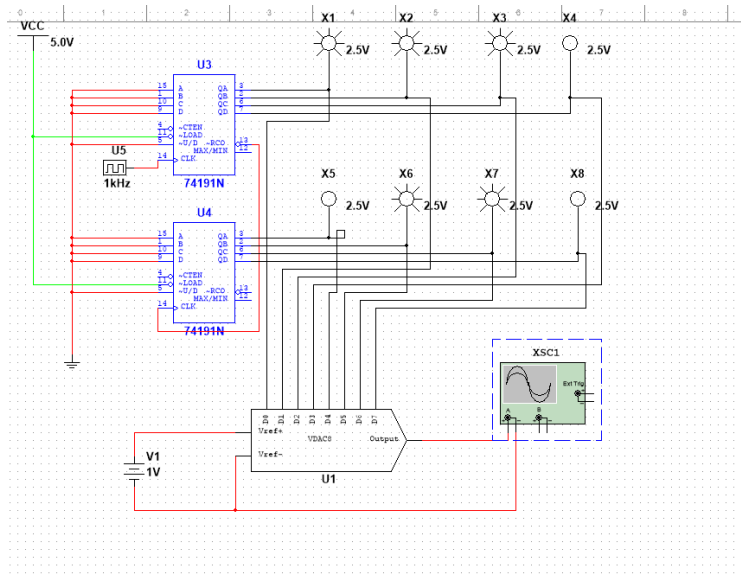 0 1 2 3 4 5 6 7 8
VCC
5.0V
X1 X2 X3 X4
2.5V 2.5V 2.5V 2.5V
U3
15 A QA 3
1 B QB 2
10 C QC 6
9 D QD 7
4 ~CTEN
11 ~LOAD
5 ~U/D ~RCO 13
MAX/MIN 12
14 CLK
74191N
U5
1kHz
X5 X6 X7 X8
2.5V 2.5V 2.5V 2.5V
U4
15 A QA 3
1 B QB 2
10 C QC 6
9 D QD 7
4 ~CTEN
11 ~LOAD
5 ~U/D ~RCO 13
MAX/MIN 12
14 CLK
74191N
XSC1
Ext Trig
A B
D0 D1 D2 D3 D4 D5 D6 D7
Vref+
VDAC8 Output
Vref-
U1
V1
1V